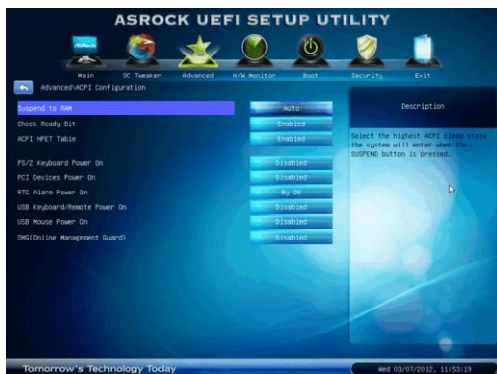 ASROCK UEFI SETUP UTILITY
Main OC Tweaker Advanced H/W Monitor Boot Security Exit
Advanced\ACPI Configuration
Suspend to RAM Auto
Check Ready Bit Enabled
ACPI HPET Table Enabled
PS/2 Keyboard Power On Disabled
PCI Devices Power On Disabled
RTC Alarm Power On By OS
USB Keyboard/Remote Power On Disabled
USB Mouse Power On Disabled
OMG(Online Management Guard) Disabled
Description
Select the highest ACPI sleep state
the system will enter when the
SUSPEND button is pressed.
Tomorrow's Technology Today
Wed 03/07/2012, 11:53:19